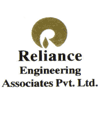 Reliance
Engineering
Associates Pvt. Ltd.